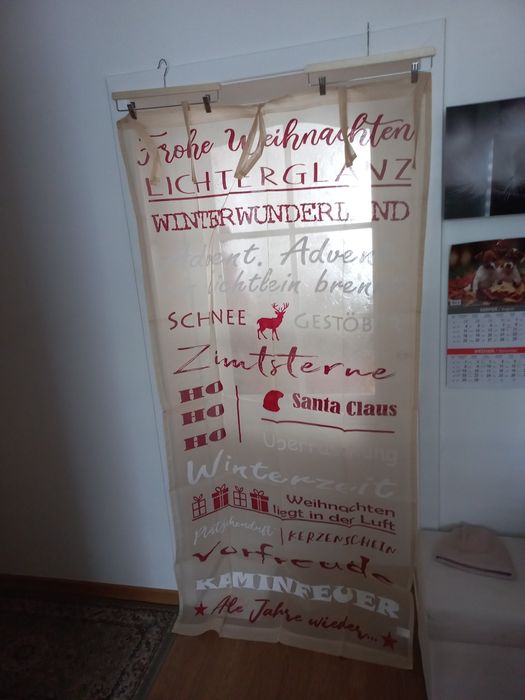 Frohe Weihnachten
LICHTERGLANZ
WINTERWUNDERLAND
Advent, Advent
lichtlein brennt
SCHNEE GESTÖBER
Zimtsterne
HO
HO
HO
Santa Claus
Überraschung
Winterzeit
Weihnachten
liegt in der Luft
Plätzchenduft | KERZENSCHEIN
Vorfreude
KAMINFEUER
Alle Jahre wieder...